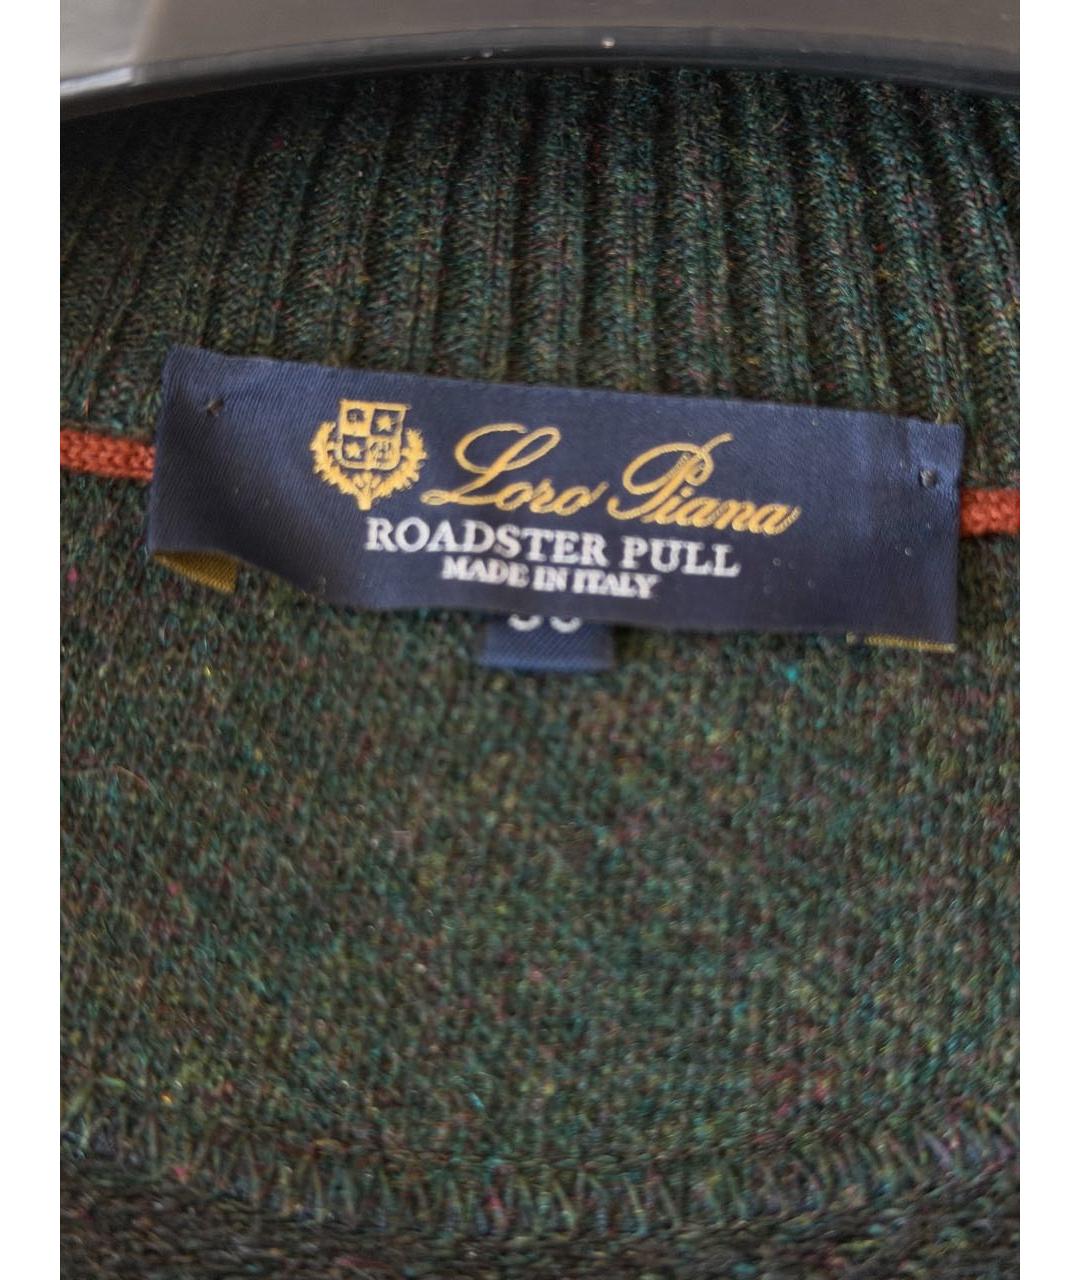 Loro Piana
ROADSTER PULL
MADE IN ITALY